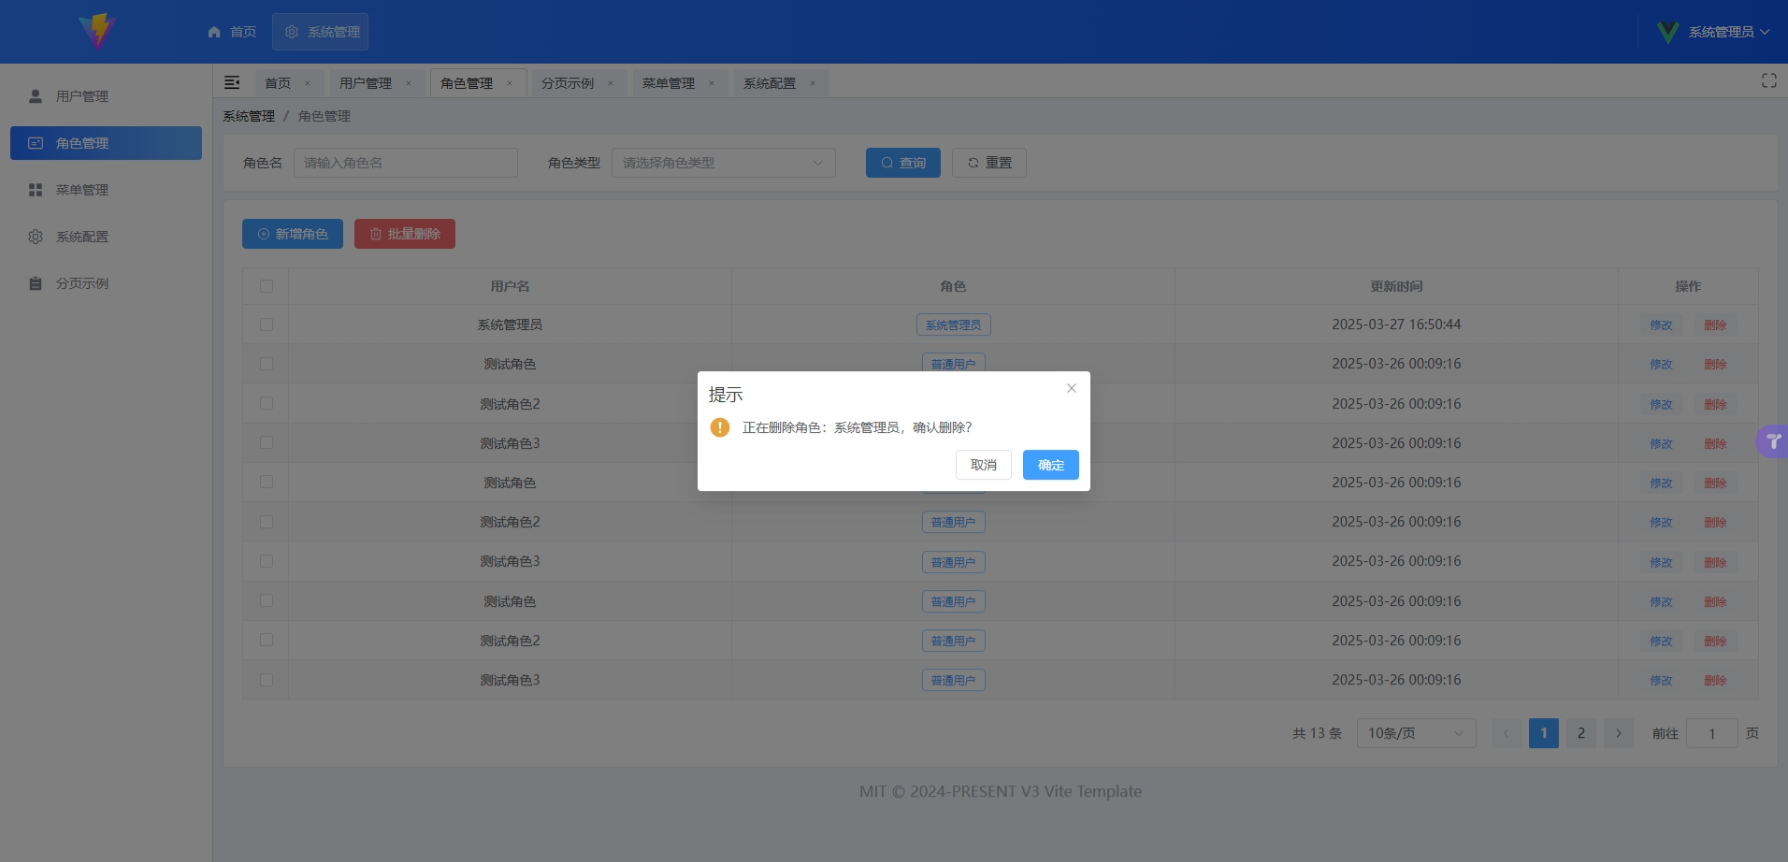 首页 系统管理 系统管理员
用户管理
角色管理
菜单管理
系统配置
分页示例
首页 × 用户管理 × 角色管理 × 分页示例 × 菜单管理 × 系统配置 ×
系统管理 / 角色管理
角色名 请输入角色名 角色类型 请选择角色类型 查询 重置
新增角色 批量删除
用户名 角色 更新时间 操作
系统管理员 系统管理员 2025-03-27 16:50:44 修改 删除
测试角色 普通用户 2025-03-26 00:09:16 修改 删除
测试角色2 2025-03-26 00:09:16 修改 删除
测试角色3 2025-03-26 00:09:16 修改 删除
测试角色 2025-03-26 00:09:16 修改 删除
测试角色2 普通用户 2025-03-26 00:09:16 修改 删除
测试角色3 普通用户 2025-03-26 00:09:16 修改 删除
测试角色 普通用户 2025-03-26 00:09:16 修改 删除
测试角色2 普通用户 2025-03-26 00:09:16 修改 删除
测试角色3 普通用户 2025-03-26 00:09:16 修改 删除
提示
正在删除角色：系统管理员，确认删除？
取消 确定
共 13 条 10条/页 1 2 前往 1 页
MIT © 2024-PRESENT V3 Vite Template